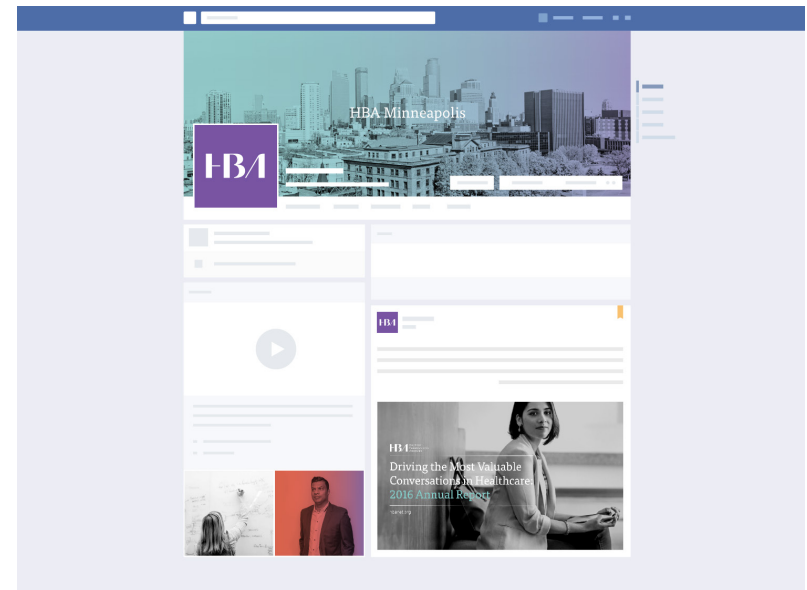 HBA Minneapolis
HBA
HBA
HBA
Driving the Most Valuable
Conversations in Healthcare:
2016 Annual Report